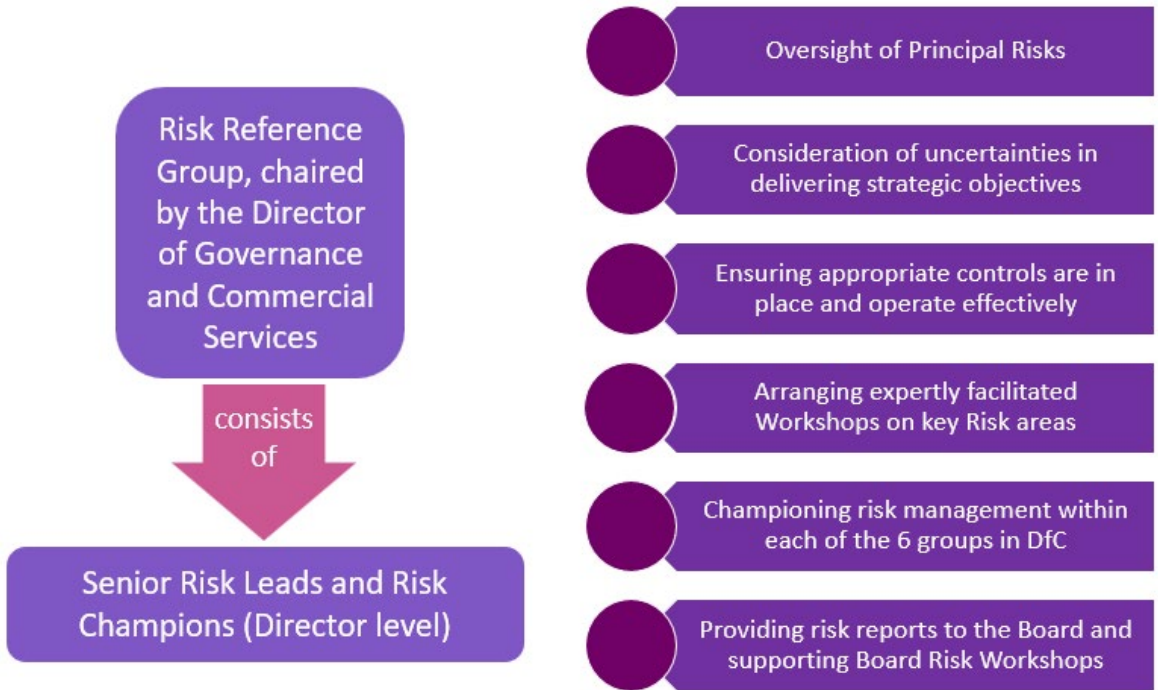 Risk Reference
Group, chaired
by the Director
of Governance
and Commercial
Services
consists
of
Senior Risk Leads and Risk
Champions (Director level)
Oversight of Principal Risks
Consideration of uncertainties in
delivering strategic objectives
Ensuring appropriate controls are in
place and operate effectively
Arranging expertly facilitated
Workshops on key Risk areas
Championing risk management within
each of the 6 groups in DfC
Providing risk reports to the Board and
supporting Board Risk Workshops